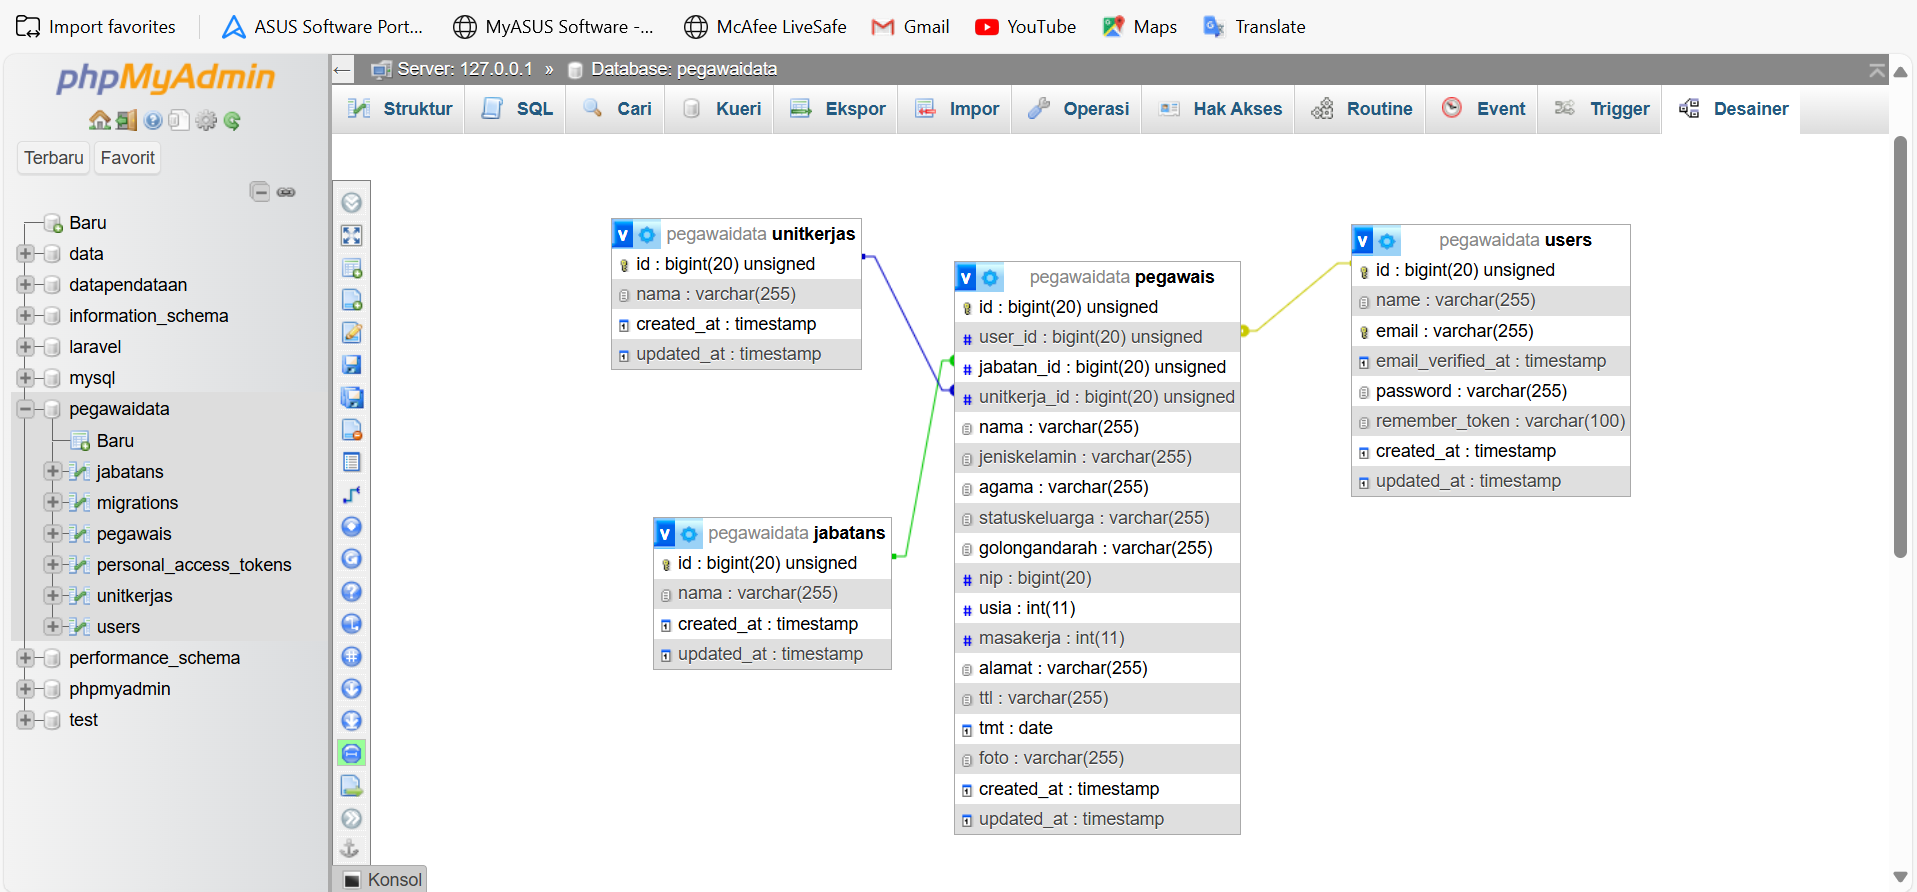 Import favorites
ASUS Software Port...
MyASUS Software -...
McAfee LiveSafe
Gmail
YouTube
Maps
Translate
phpMyAdmin
Terbaru
Favorit
Baru
data
datapendataan
information_schema
laravel
mysql
pegawaidata
Baru
jabatans
migrations
pegawais
personal_access_tokens
unitkerjas
users
performance_schema
phpmyadmin
test
Server: 127.0.0.1 » Database: pegawaidata
Struktur
SQL
Cari
Kueri
Ekspor
Impor
Operasi
Hak Akses
Routine
Event
Trigger
Desainer
v pegawaidata unitkerjas
id : bigint(20) unsigned
nama : varchar(255)
created_at : timestamp
updated_at : timestamp
v pegawaidata jabatans
id : bigint(20) unsigned
nama : varchar(255)
created_at : timestamp
updated_at : timestamp
v pegawaidata pegawais
id : bigint(20) unsigned
# user_id : bigint(20) unsigned
# jabatan_id : bigint(20) unsigned
# unitkerja_id : bigint(20) unsigned
nama : varchar(255)
jeniskelamin : varchar(255)
agama : varchar(255)
statuskeluarga : varchar(255)
golongandarah : varchar(255)
# nip : bigint(20)
# usia : int(11)
# masakerja : int(11)
alamat : varchar(255)
ttl : varchar(255)
tmt : date
foto : varchar(255)
created_at : timestamp
updated_at : timestamp
v pegawaidata users
id : bigint(20) unsigned
name : varchar(255)
email : varchar(255)
email_verified_at : timestamp
password : varchar(255)
remember_token : varchar(100)
created_at : timestamp
updated_at : timestamp
Konsol